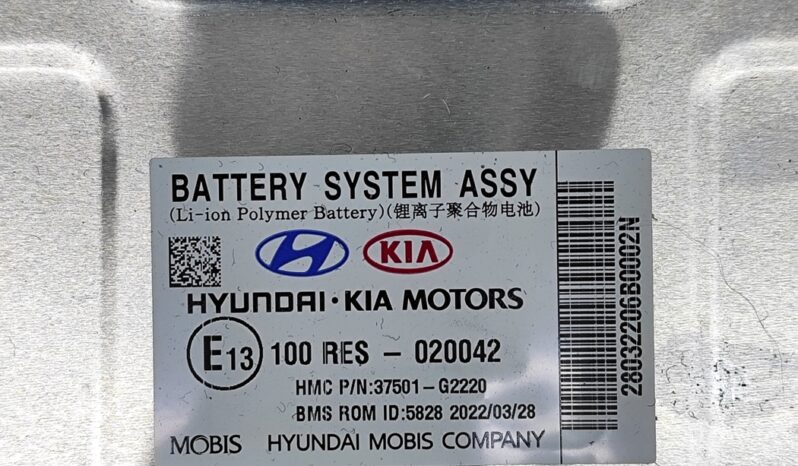 BATTERY SYSTEM ASSY
(Li-ion Polymer Battery)(锂离子聚合物电池)
KIA
HYUNDAI · KIA MOTORS
E13 100 RES - 020042
HMC P/N:37501-G2220
BMS ROM ID:5828 2022/03/28
MOBIS HYUNDAI MOBIS COMPANY
28032206B0002N